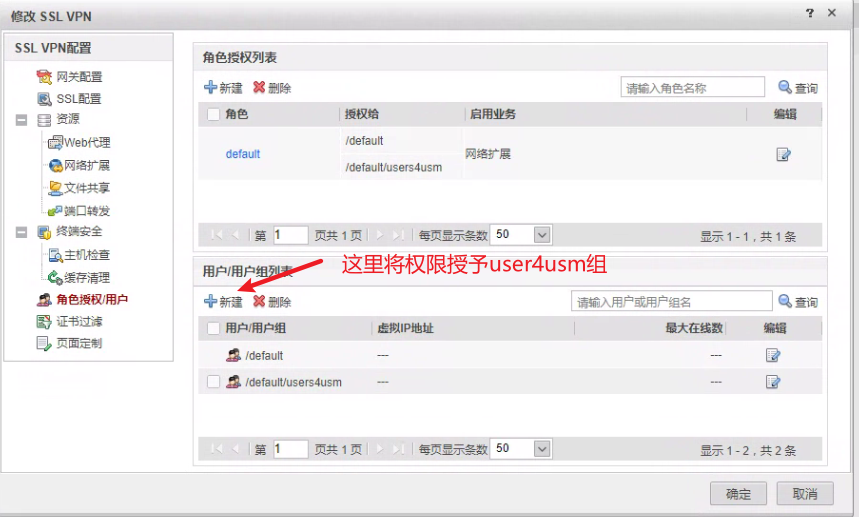 修改 SSL VPN
?
SSL VPN配置
网关配置
SSL配置
资源
Web代理
网络扩展
文件共享
端口转发
终端安全
主机检查
缓存清理
角色授权/用户
证书过滤
页面定制
角色授权列表
新建 删除 请输入角色名称 查询
角色 授权给 启用业务 编辑
default /default 网络扩展
/default/users4usm
第 1 页共 1 页 每页显示条数 50 显示 1 - 1，共 1 条
这里将权限授予user4usm组
用户/用户组列表
新建 删除 请输入用户或用户组名 查询
用户/用户组 虚拟IP地址 最大在线数 编辑
/default --- ---
/default/users4usm --- ---
第 1 页共 1 页 每页显示条数 50 显示 1 - 2，共 2 条
确定 取消